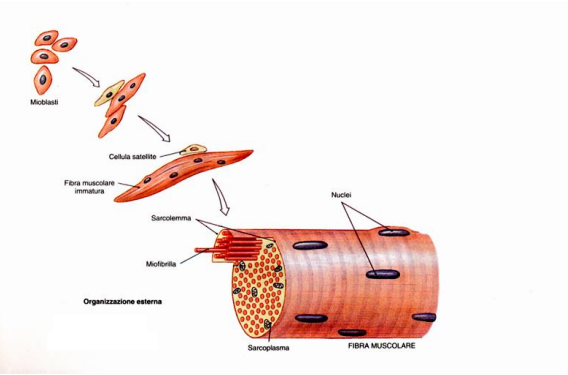 Mioblasti
Cellula satellite
Fibra muscolare
immatura
Nuclei
Sarcolemma
Miofibrilla
Organizzazione esterna
Sarcoplasma
FIBRA MUSCOLARE